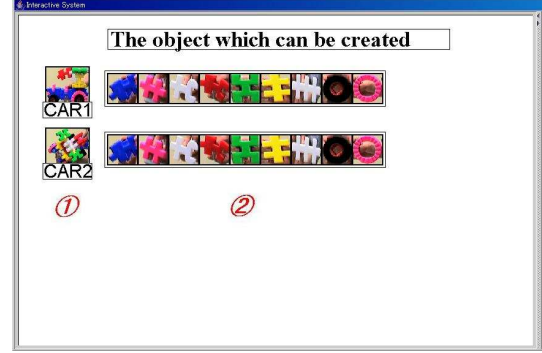 Interactive System
The object which can be created
CAR1
CAR2
① ②